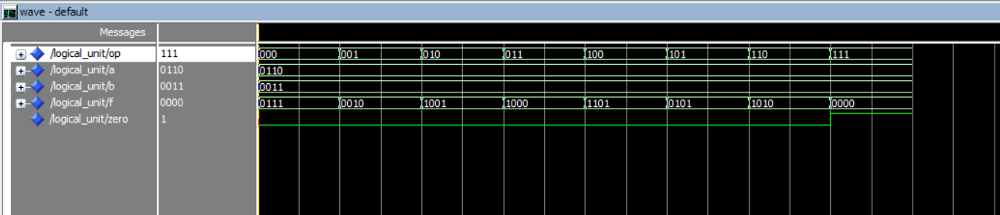 wave - default
Messages
/logical_unit/op 111 000 001 010 011 100 101 110 111
/logical_unit/a 0110 0110
/logical_unit/b 0011 0011
/logical_unit/f 0000 0111 0010 1001 1000 1101 0101 1010 0000
/logical_unit/zero 1